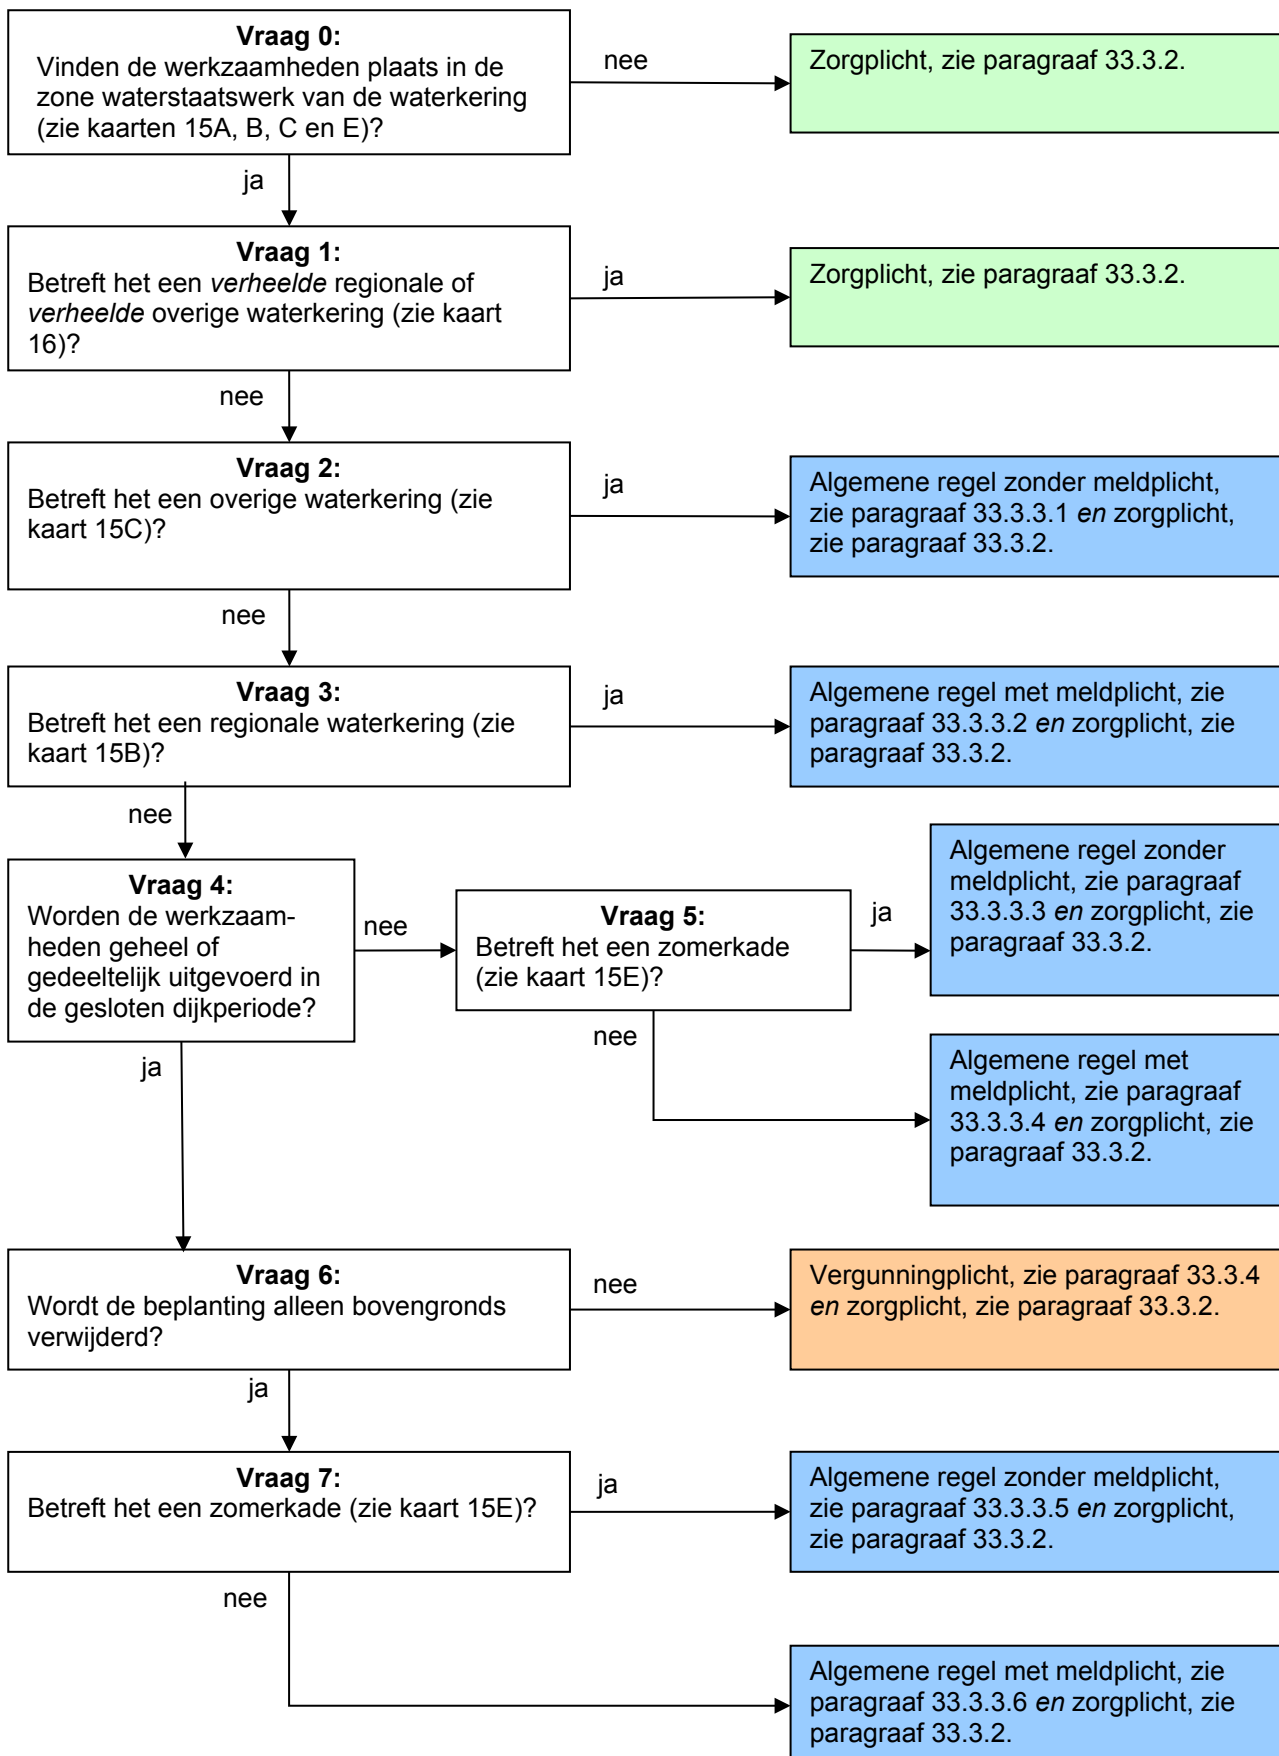 Vraag 0:
Vinden de werkzaamheden plaats in de
zone waterstaatswerk van de waterkering
(zie kaarten 15A, B, C en E)?
nee
Zorgplicht, zie paragraaf 33.3.2.
ja
Vraag 1:
Betreft het een verheelde regionale of
verheelde overige waterkering (zie kaart
16)?
ja
Zorgplicht, zie paragraaf 33.3.2.
nee
Vraag 2:
Betreft het een overige waterkering (zie
kaart 15C)?
ja
Algemene regel zonder meldplicht,
zie paragraaf 33.3.3.1 en zorgplicht,
zie paragraaf 33.3.2.
nee
Vraag 3:
Betreft het een regionale waterkering (zie
kaart 15B)?
ja
Algemene regel met meldplicht, zie
paragraaf 33.3.3.2 en zorgplicht, zie
paragraaf 33.3.2.
nee
Vraag 4:
Worden de werkzaam-
heden geheel of
gedeeltelijk uitgevoerd in
de gesloten dijkperiode?
nee
Vraag 5:
Betreft het een zomerkade
(zie kaart 15E)?
ja
Algemene regel zonder
meldplicht, zie paragraaf
33.3.3.3 en zorgplicht, zie
paragraaf 33.3.2.
nee
Algemene regel met
meldplicht, zie paragraaf
33.3.3.4 en zorgplicht, zie
paragraaf 33.3.2.
ja
Vraag 6:
Wordt de beplanting alleen bovengronds
verwijderd?
nee
Vergunningplicht, zie paragraaf 33.3.4
en zorgplicht, zie paragraaf 33.3.2.
ja
Vraag 7:
Betreft het een zomerkade (zie kaart 15E)?
ja
Algemene regel zonder meldplicht,
zie paragraaf 33.3.3.5 en zorgplicht,
zie paragraaf 33.3.2.
nee
Algemene regel met meldplicht, zie
paragraaf 33.3.3.6 en zorgplicht, zie
paragraaf 33.3.2.